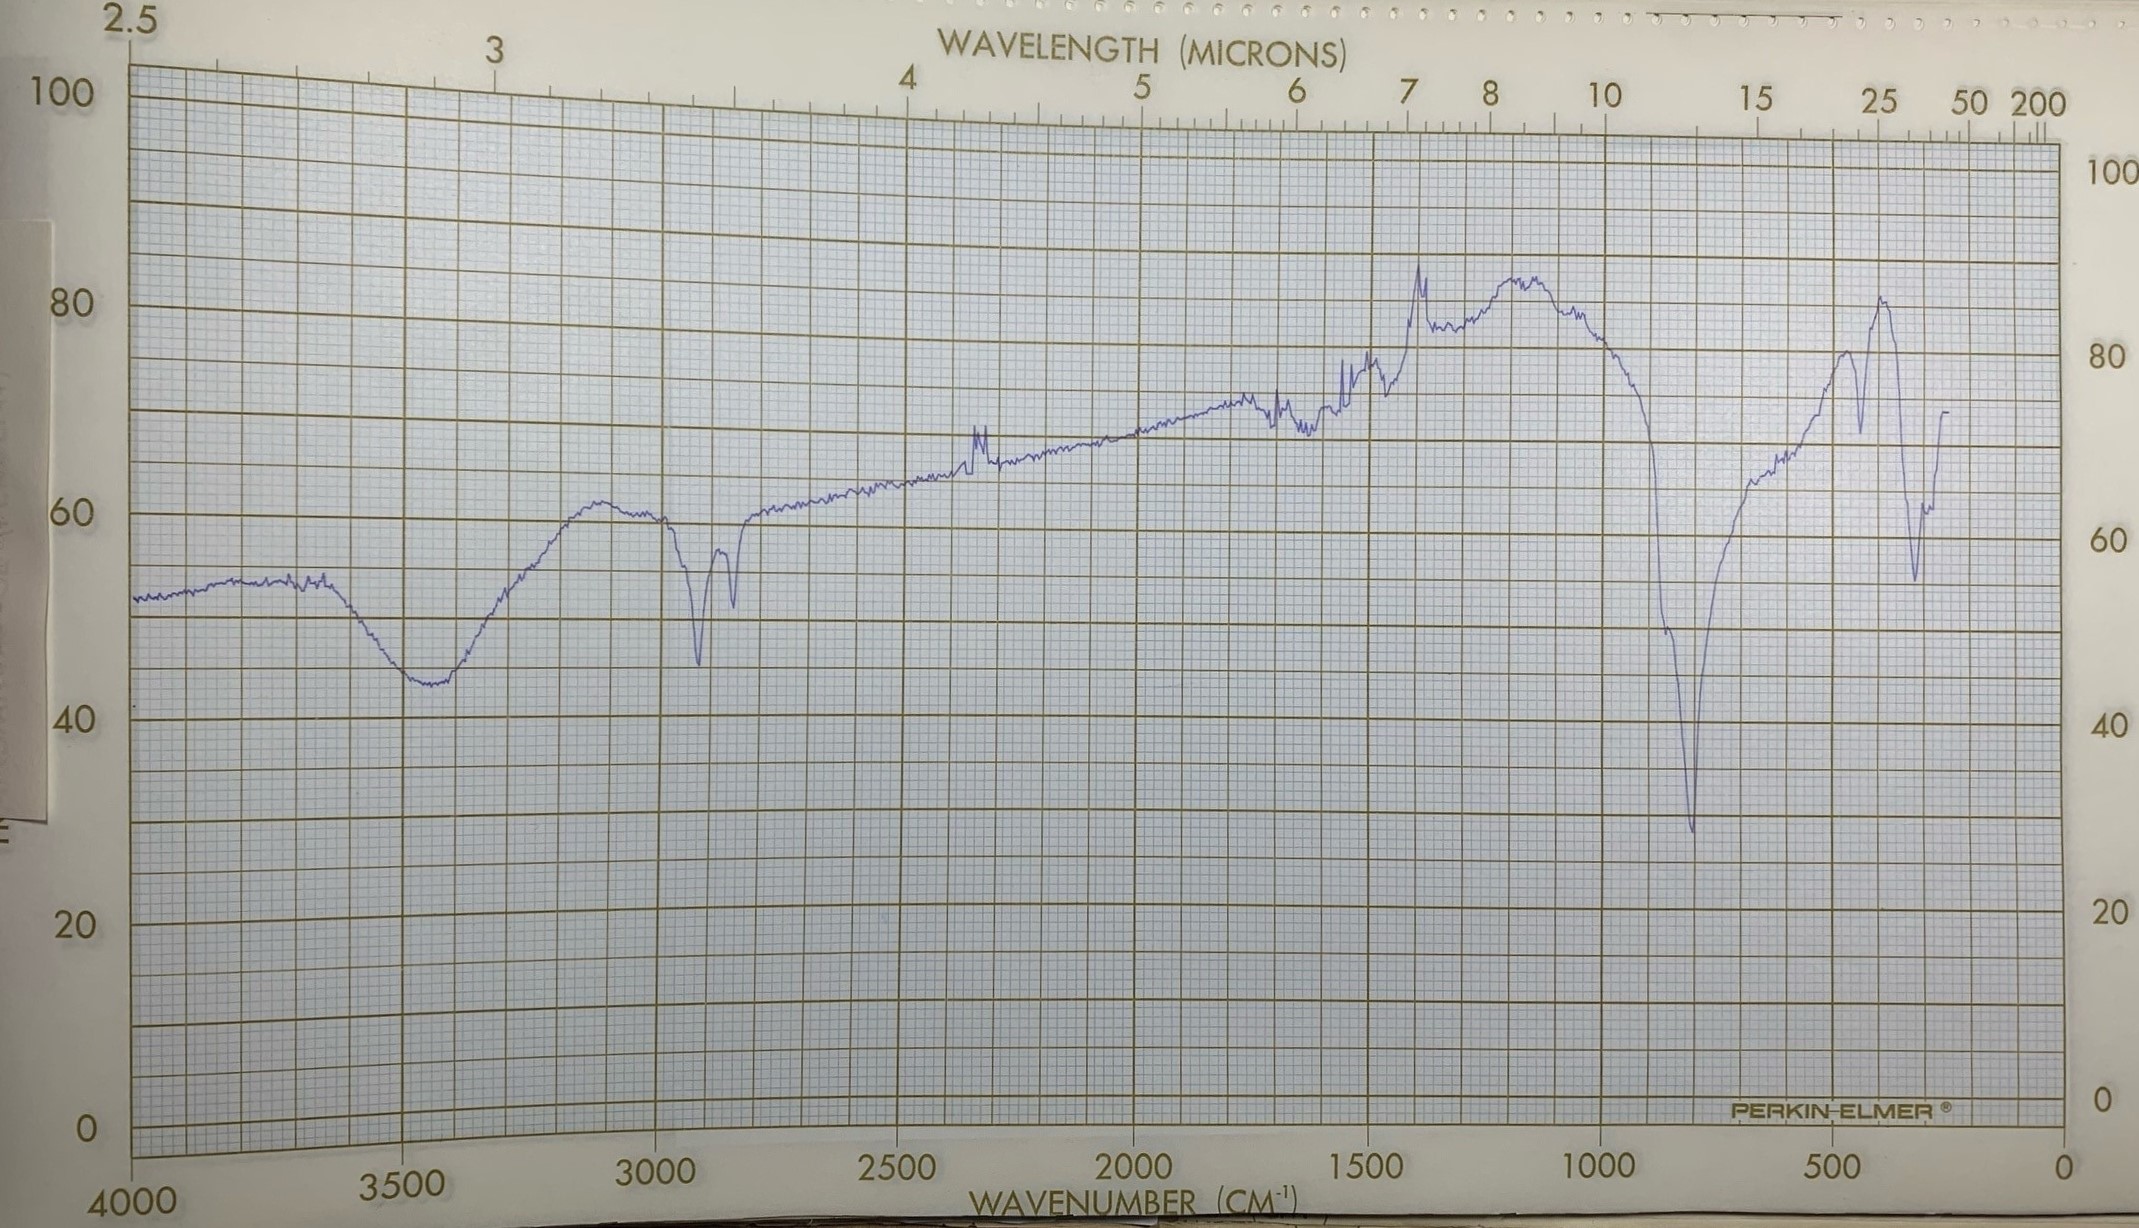 WAVELENGTH (MICRONS)
2.5 3 4 5 6 7 8 10 15 25 50 200
100 100
80 80
60 60
40 40
20 20
0 0
PERKIN-ELMER ®
4000 3500 3000 2500 2000 1500 1000 500 0
WAVENUMBER (CM⁻¹)